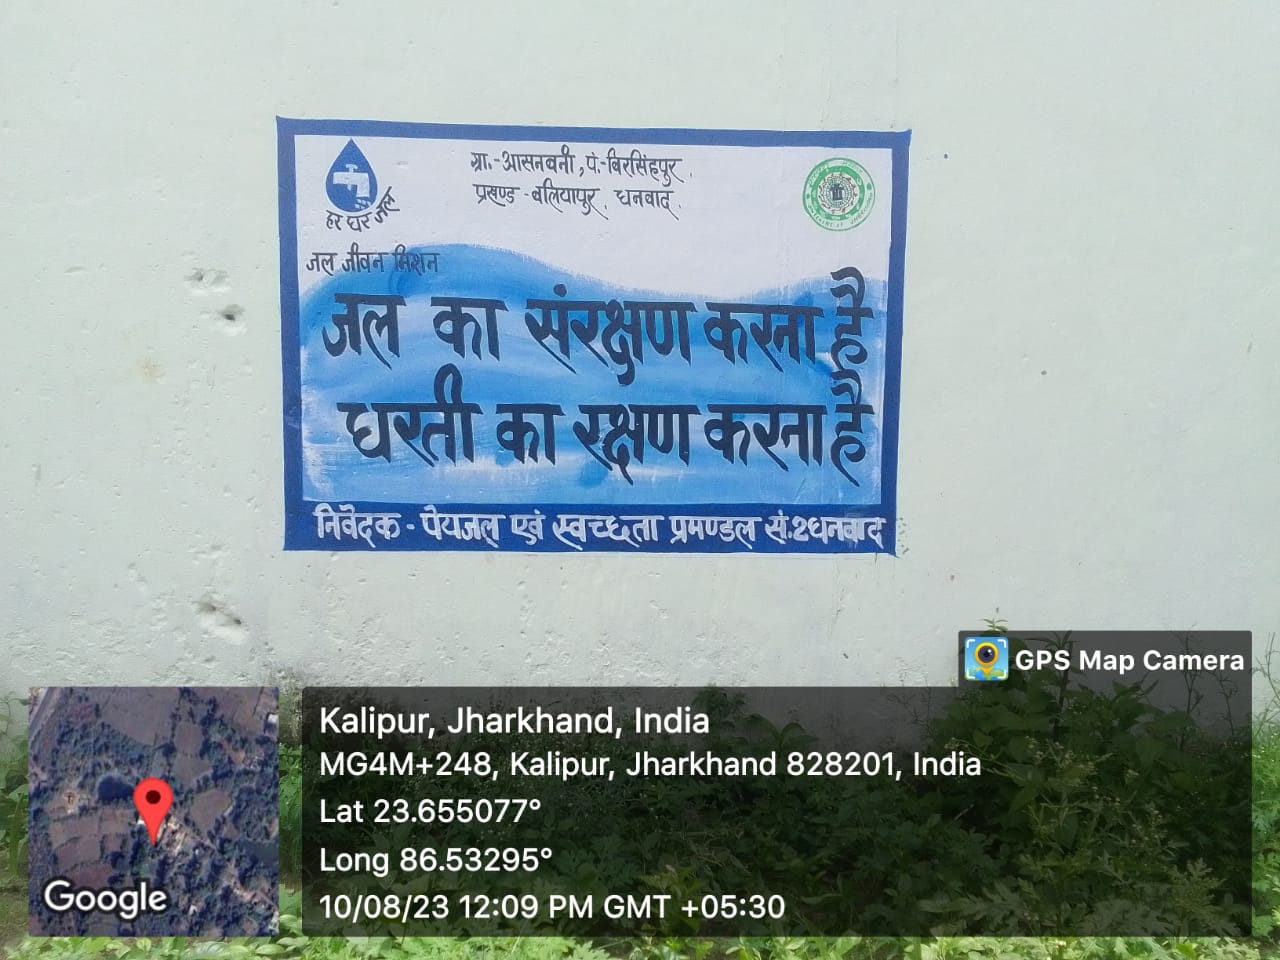 ग्रा.-आसनबनी, पं.-बिरसिंहपुर.
प्रखण्ड - बलियापुर, धनबाद.
हर घर जल
जल जीवन मिशन
जल का संरक्षण करना है
धरती का रक्षण करना है
निवेदक - पेयजल एवं स्वच्छता प्रमण्डल सं.2 धनबाद
GPS Map Camera
Kalipur, Jharkhand, India
MG4M+248, Kalipur, Jharkhand 828201, India
Lat 23.655077°
Long 86.53295°
10/08/23 12:09 PM GMT +05:30
Google